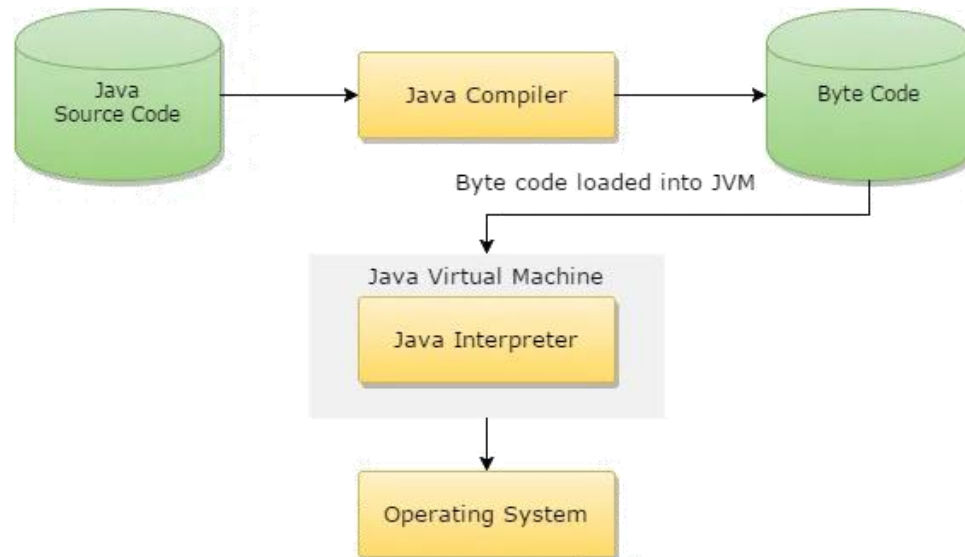 Java
Source Code
Java Compiler
Byte Code
Byte code loaded into JVM
Java Virtual Machine
Java Interpreter
Operating System